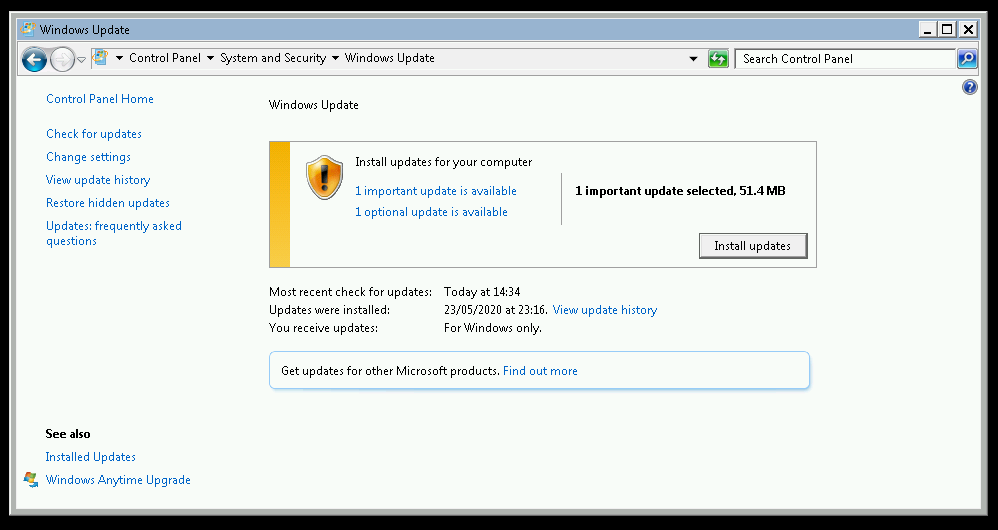 Windows Update
Control Panel System and Security Windows Update
Search Control Panel
Control Panel Home
Check for updates
Change settings
View update history
Restore hidden updates
Updates: frequently asked
questions
Windows Update
Install updates for your computer
1 important update is available
1 optional update is available
1 important update selected, 51.4 MB
Install updates
Most recent check for updates: Today at 14:34
Updates were installed: 23/05/2020 at 23:16. View update history
You receive updates: For Windows only.
Get updates for other Microsoft products. Find out more
See also
Installed Updates
Windows Anytime Upgrade